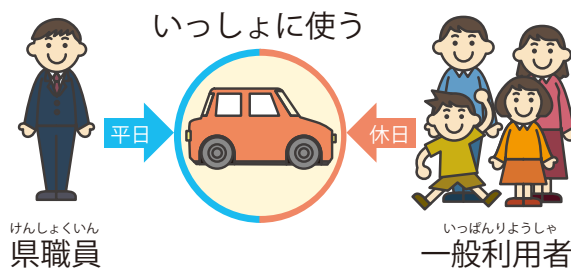 いっしょに使う
平日
休日
けんしょくいん
県職員
いっぱんりようしゃ
一般利用者